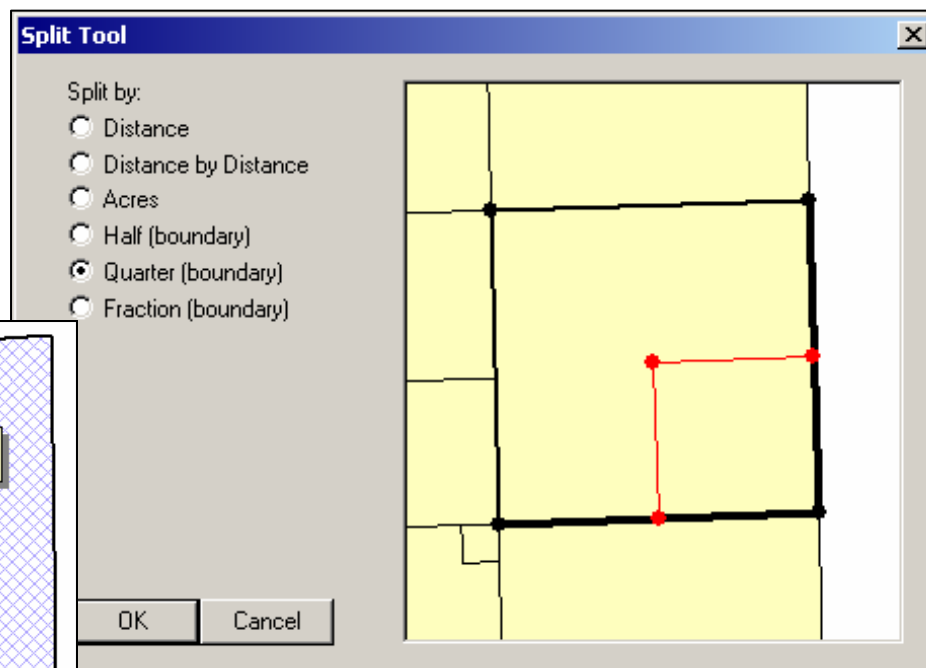 Split Tool
Split by:
Distance
Distance by Distance
Acres
Half (boundary)
Quarter (boundary)
Fraction (boundary)
OK Cancel